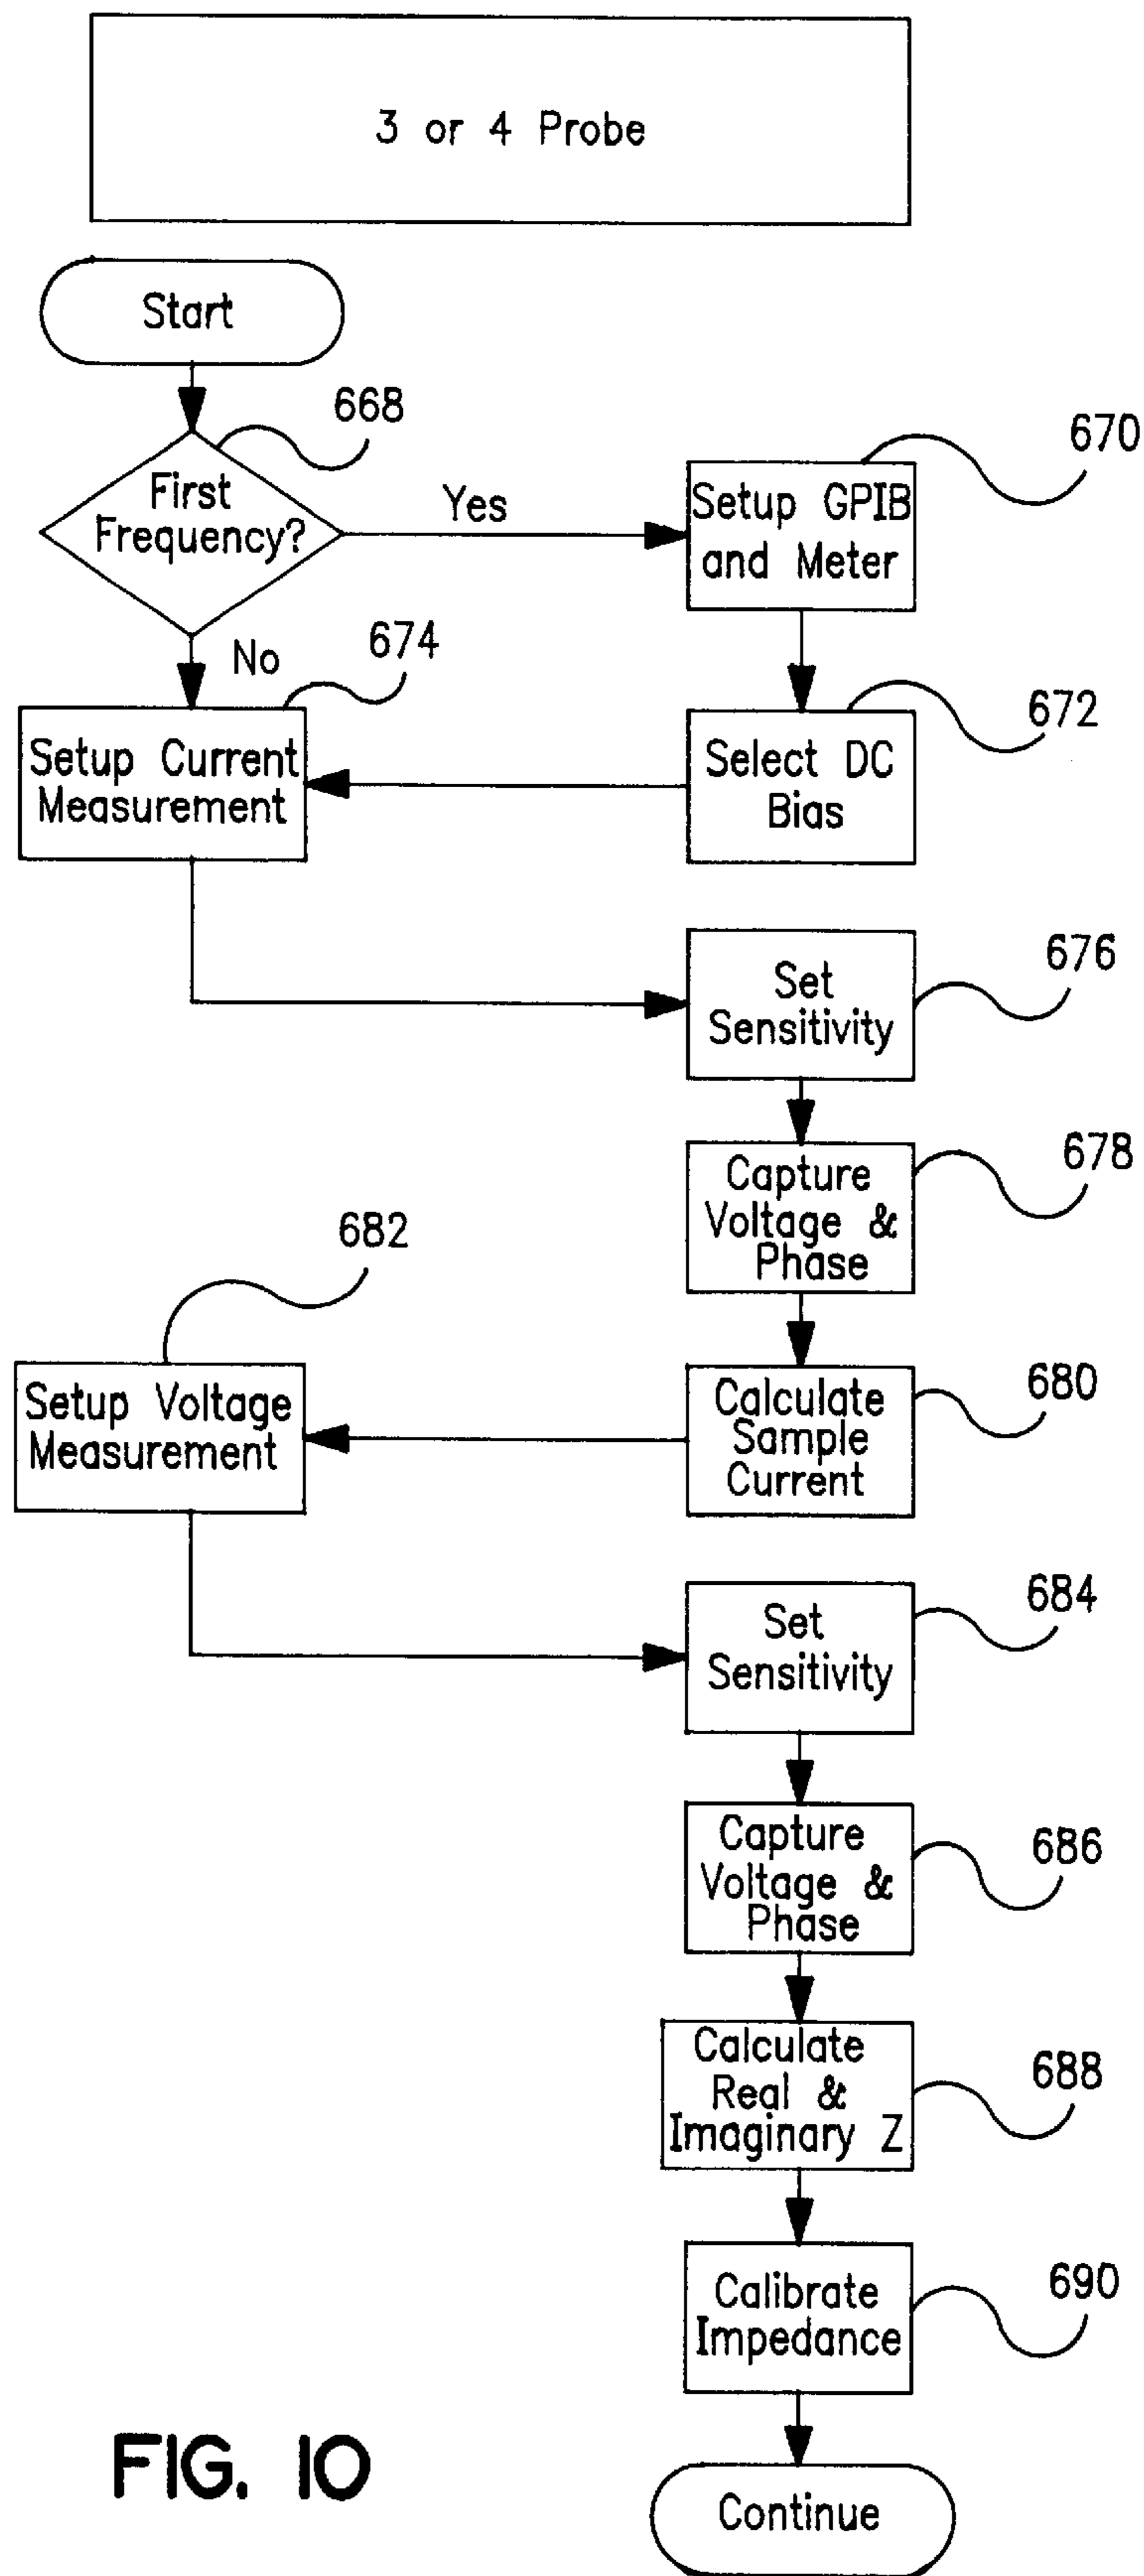 3 or 4 Probe
Start
668
First
Frequency?
Yes
670
Setup GPIB
and Meter
No
674
Setup Current
Measurement
672
Select DC
Bias
676
Set
Sensitivity
678
Capture
Voltage &
Phase
680
Calculate
Sample
Current
682
Setup Voltage
Measurement
684
Set
Sensitivity
686
Capture
Voltage &
Phase
688
Calculate
Real &
Imaginary Z
690
Calibrate
Impedance
Continue
FIG. 10